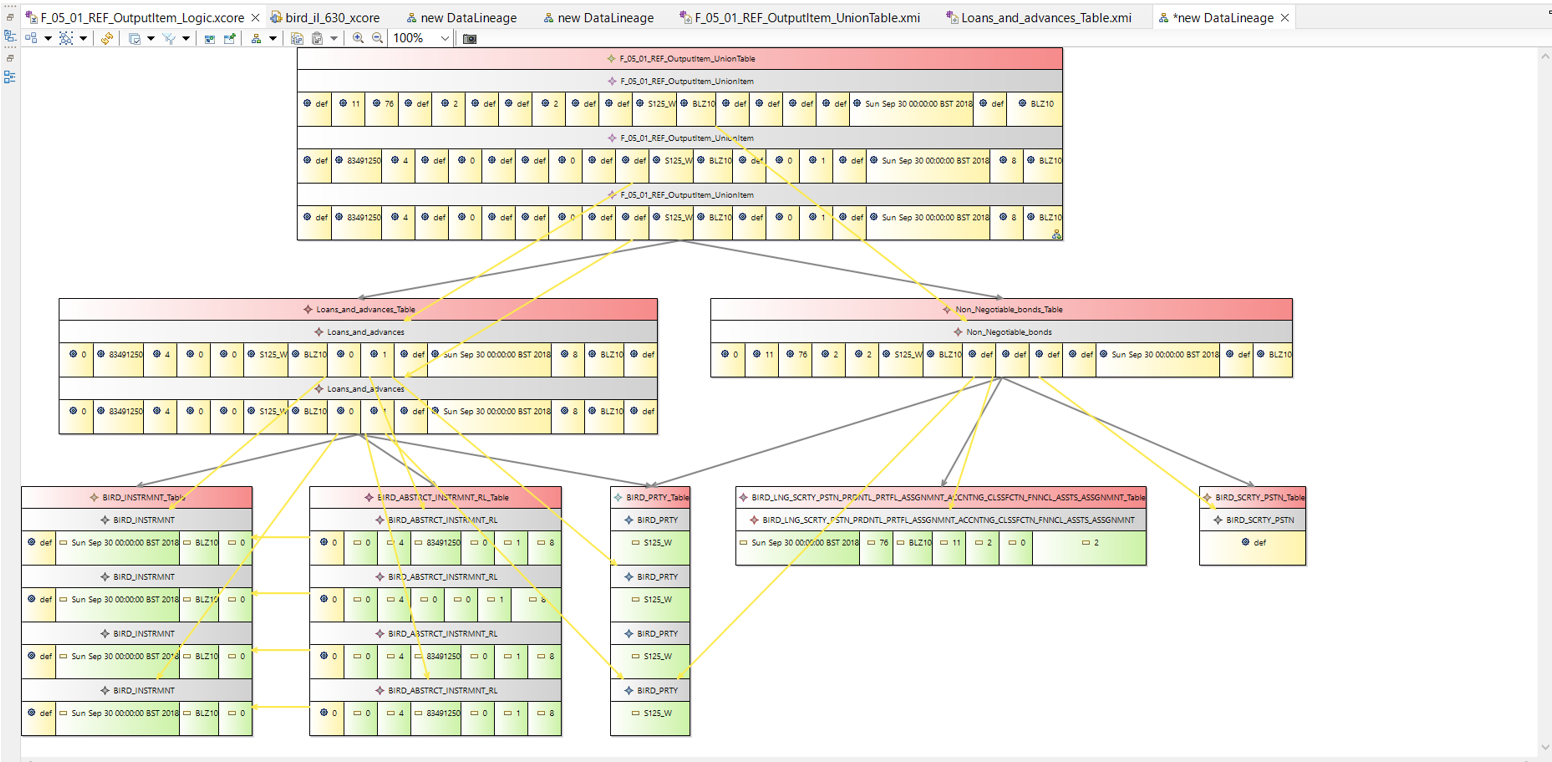 F_05_01_REF_OutputItem_Logic.xcore bird_il_630_xcore new DataLineage new DataLineage F_05_01_REF_OutputItem_UnionTable.xmi Loans_and_advances_Table.xmi *new DataLineage
100%
F_05_01_REF_OutputItem_UnionTable
F_05_01_REF_OutputItem_UnionItem
def 11 76 def 2 def def 2 def def S125_W BLZ10 def def def def Sun Sep 30 00:00:00 BST 2018 def BLZ10
F_05_01_REF_OutputItem_UnionItem
def 83491250 4 def 0 def def 0 def def S125_W BLZ10 def 0 1 def Sun Sep 30 00:00:00 BST 2018 8 BLZ10
F_05_01_REF_OutputItem_UnionItem
def 83491250 4 def 0 def def 0 def def S125_W BLZ10 def 0 1 def Sun Sep 30 00:00:00 BST 2018 8 BLZ10
Loans_and_advances_Table Non_Negotiable_bonds_Table
Loans_and_advances Non_Negotiable_bonds
0 83491250 4 0 0 S125_W BLZ10 0 1 def Sun Sep 30 00:00:00 BST 2018 8 BLZ10 def 0 11 76 2 2 S125_W BLZ10 def def def def Sun Sep 30 00:00:00 BST 2018 def BLZ10
Loans_and_advances
0 83491250 4 0 0 S125_W BLZ10 0 1 def Sun Sep 30 00:00:00 BST 2018 8 BLZ10 def
BIRD_INSTRMNT_Table BIRD_ABSTRCT_INSTRMNT_RL_Table BIRD_PRTY_Table BIRD_LNG_SCRTY_PSTN_PRDNTL_PRTFL_ASSGNMNT_ACCNTNG_CLSSFCTN_FNNCL_ASSTS_ASSGNMNT_Table BIRD_SCRTY_PSTN_Table
BIRD_INSTRMNT BIRD_ABSTRCT_INSTRMNT_RL BIRD_PRTY BIRD_LNG_SCRTY_PSTN_PRDNTL_PRTFL_ASSGNMNT_ACCNTNG_CLSSFCTN_FNNCL_ASSTS_ASSGNMNT BIRD_SCRTY_PSTN
def Sun Sep 30 00:00:00 BST 2018 BLZ10 0 0 0 4 83491250 0 1 8 S125_W Sun Sep 30 00:00:00 BST 2018 76 BLZ10 11 2 0 2 def
BIRD_INSTRMNT BIRD_ABSTRCT_INSTRMNT_RL BIRD_PRTY
def Sun Sep 30 00:00:00 BST 2018 BLZ10 0 0 0 4 0 0 1 8 S125_W
BIRD_INSTRMNT BIRD_ABSTRCT_INSTRMNT_RL BIRD_PRTY
def Sun Sep 30 00:00:00 BST 2018 BLZ10 0 0 0 4 83491250 0 1 8 S125_W
BIRD_INSTRMNT BIRD_ABSTRCT_INSTRMNT_RL BIRD_PRTY
def Sun Sep 30 00:00:00 BST 2018 BLZ10 0 0 0 4 83491250 0 1 8 S125_W